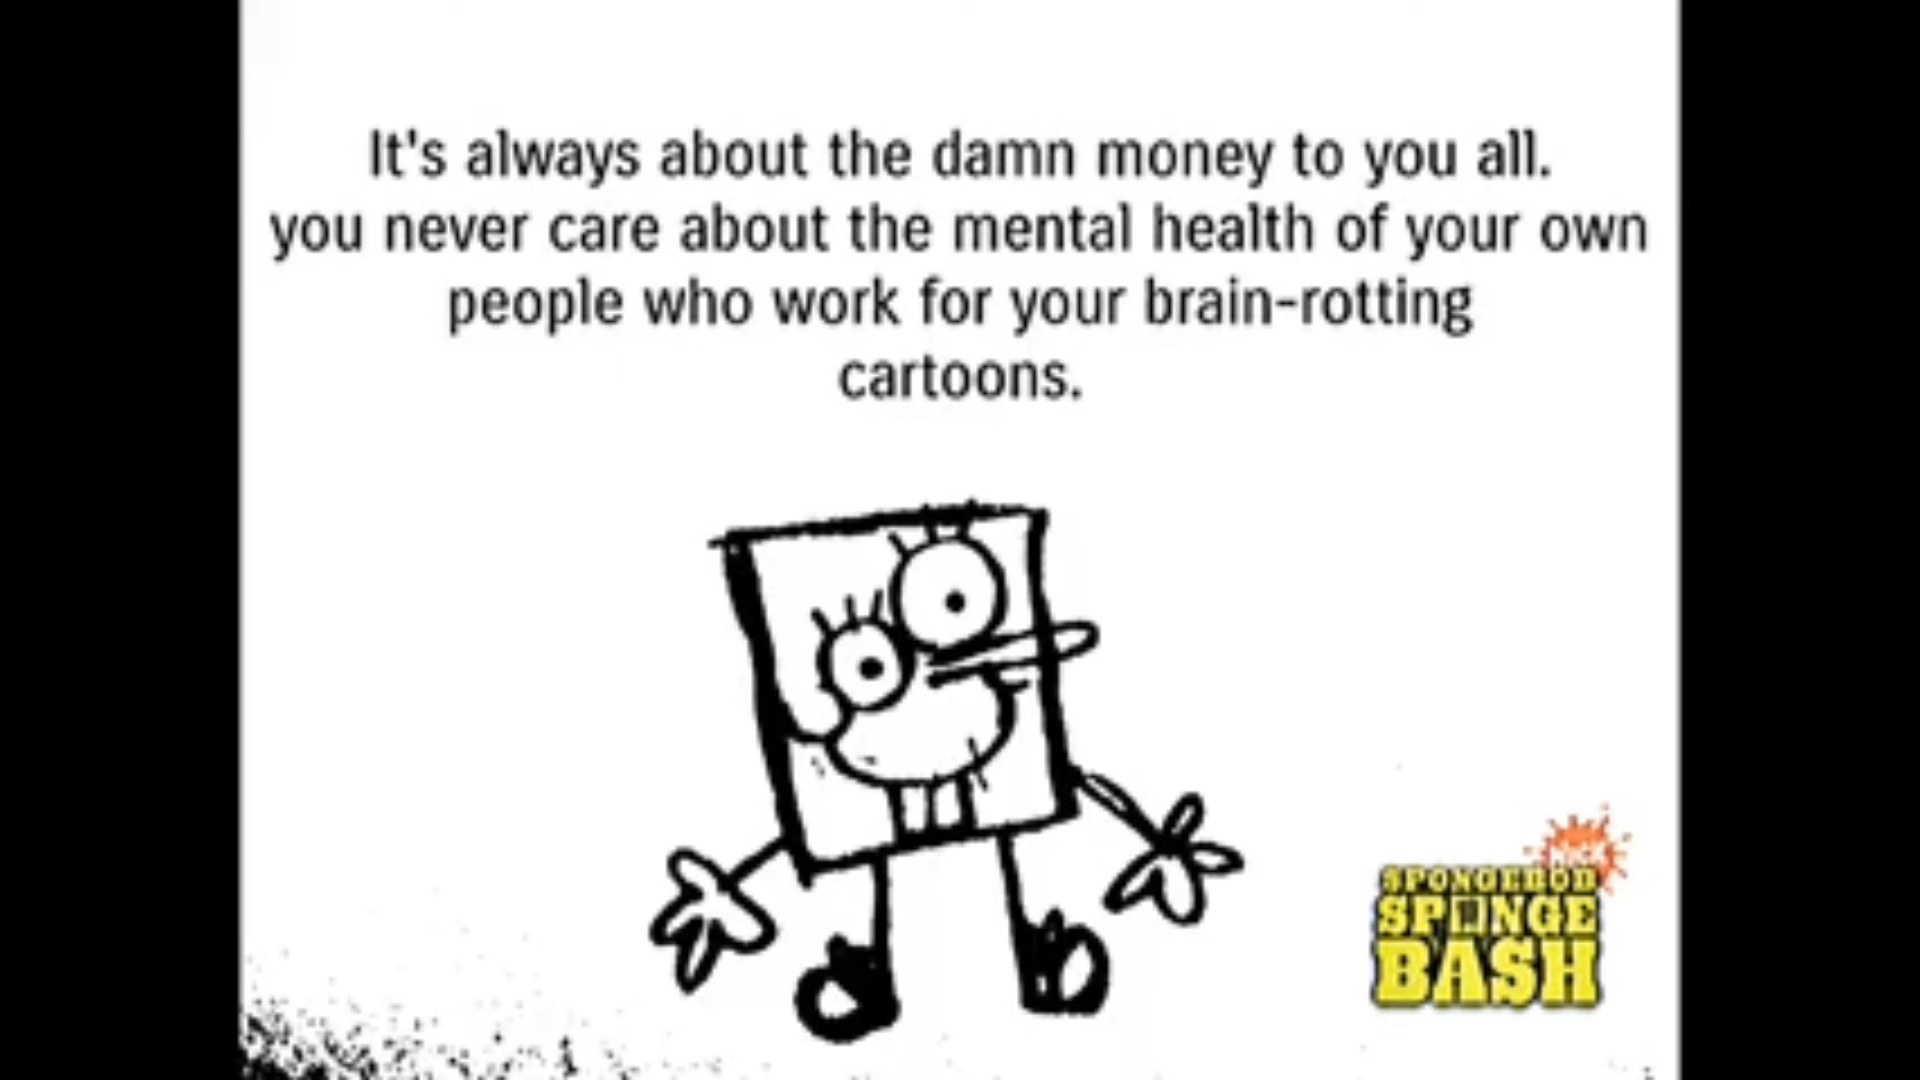 It's always about the damn money to you all.
you never care about the mental health of your own
people who work for your brain-rotting
cartoons.
NICK
SPONGEBOB
SPONGE
BASH